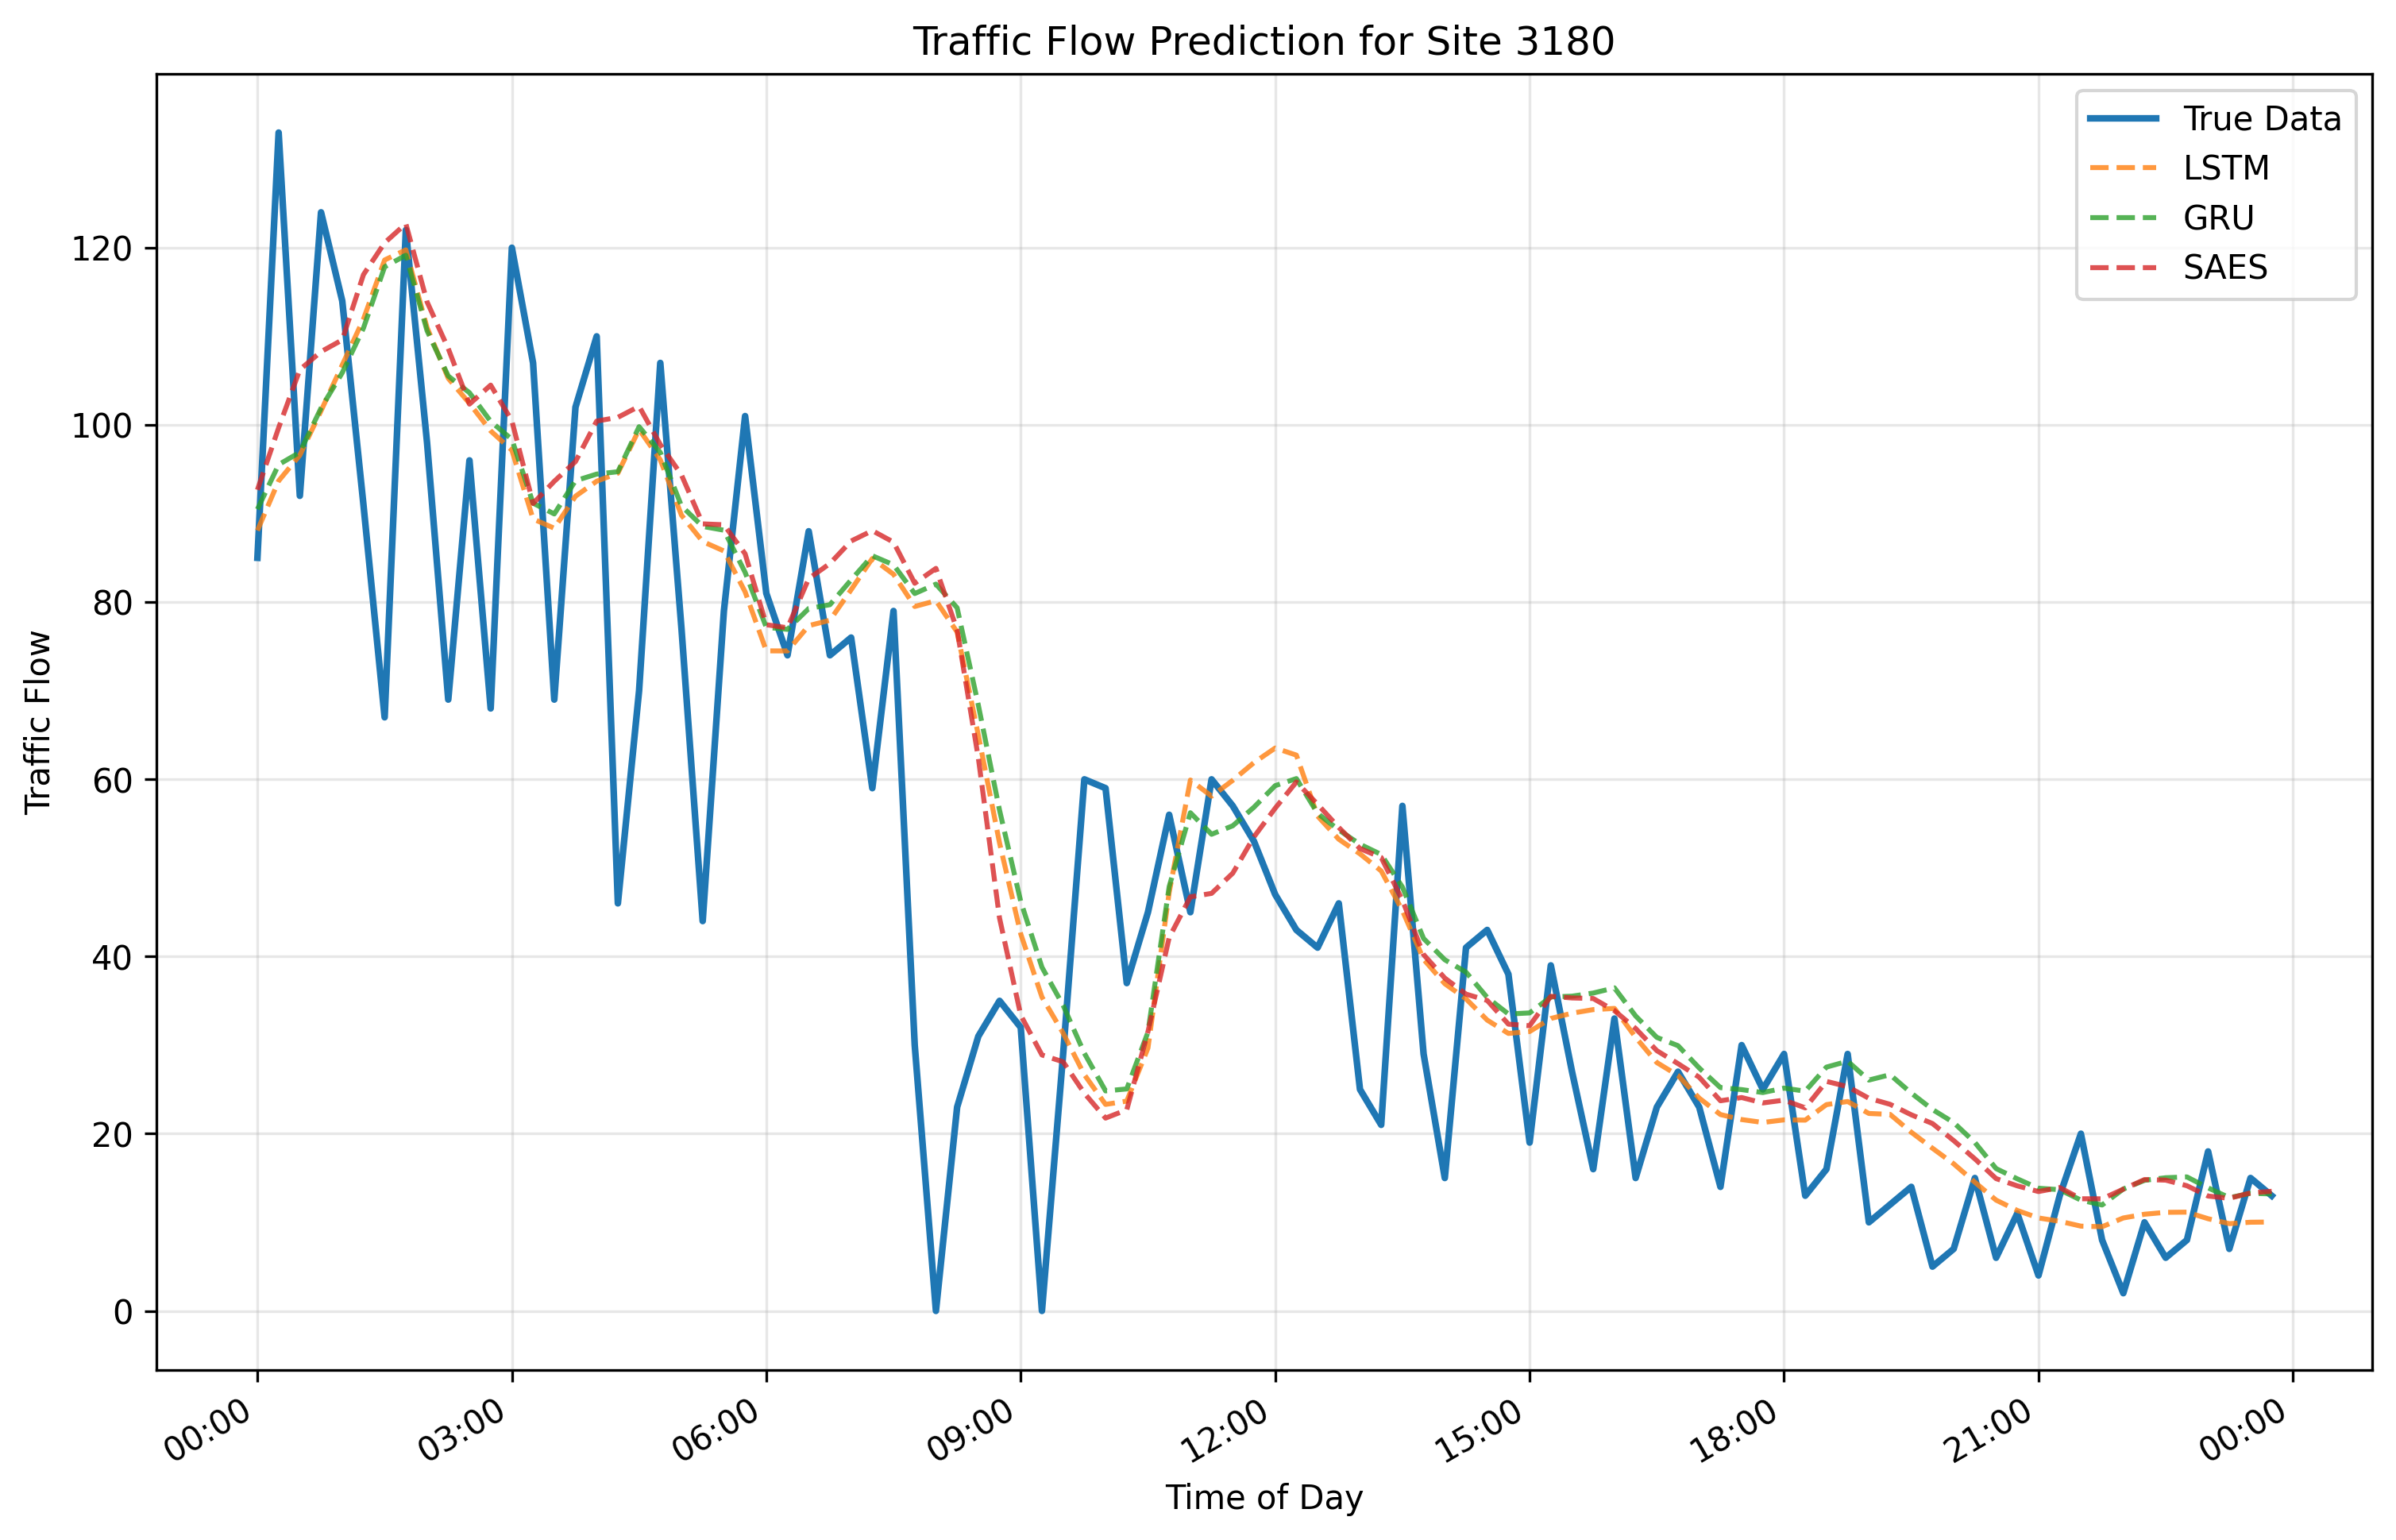 Traffic Flow Prediction for Site 3180
True Data
LSTM
GRU
SAES
Traffic Flow
120
100
80
60
40
20
0
00:00
03:00
06:00
09:00
12:00
15:00
18:00
21:00
00:00
Time of Day